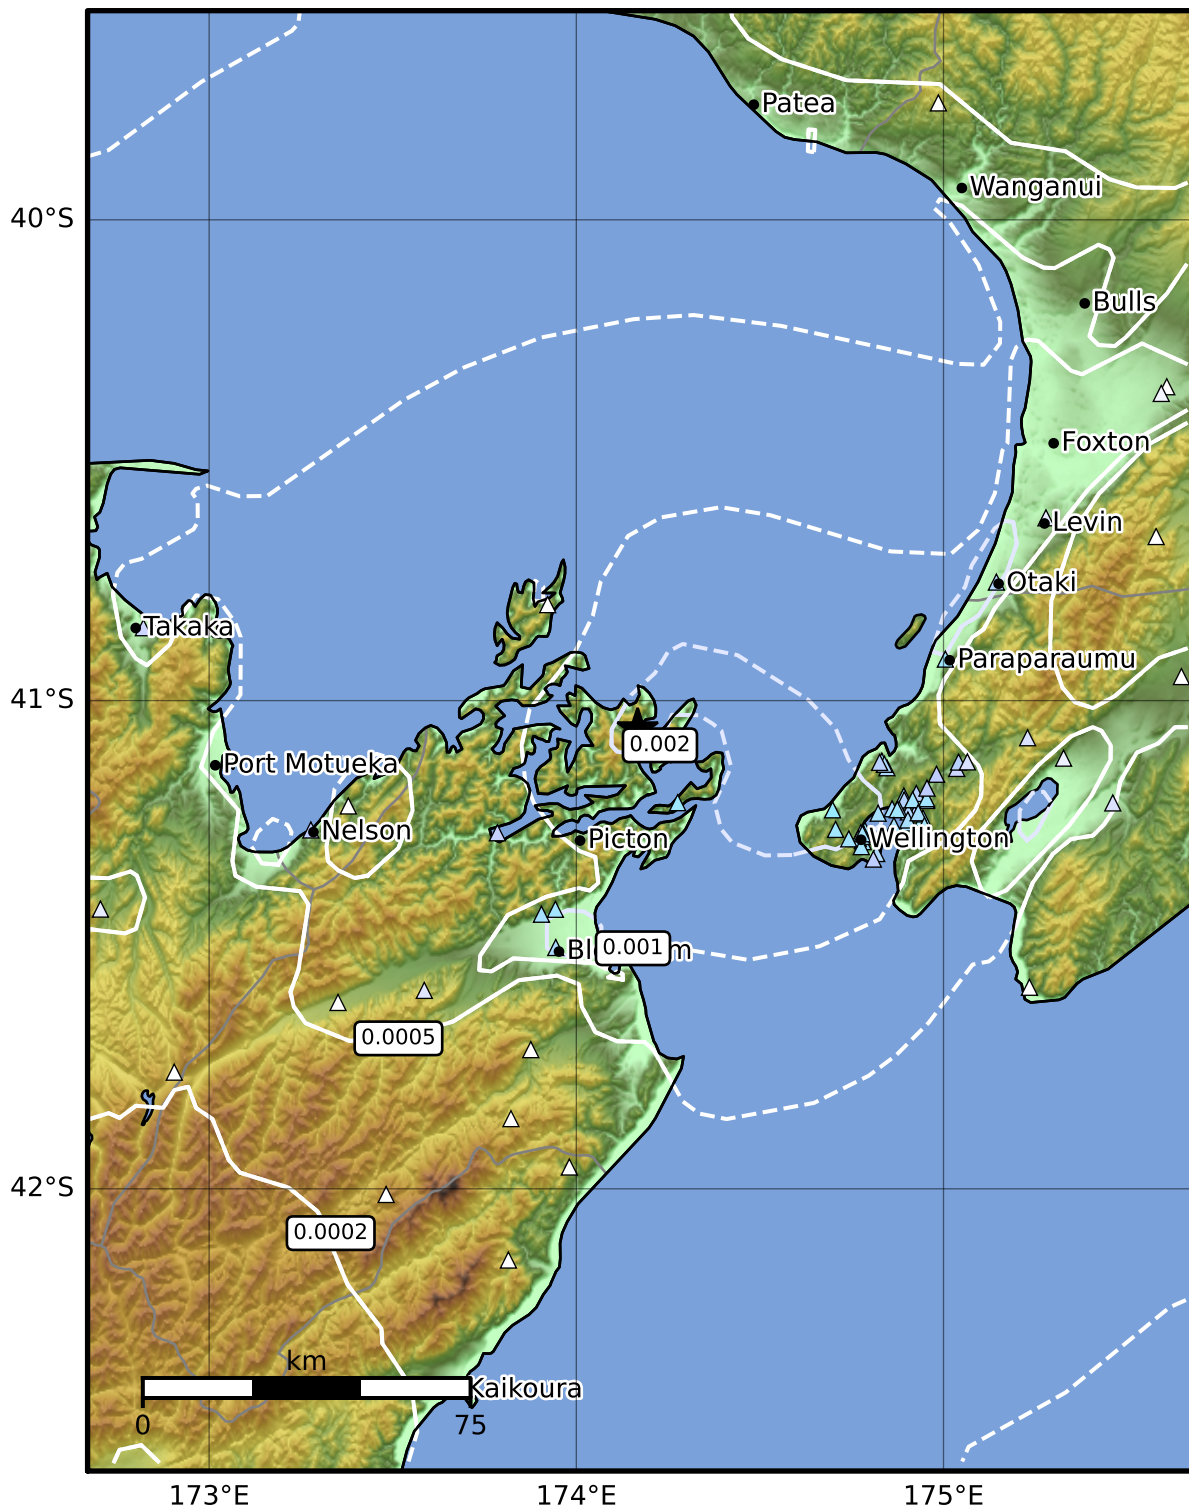 Patea
Wanganui
40°S
Bulls
Foxton
Levin
Otaki
Takaka
Paraparaumu
41°S
0.002
Port Motueka
Nelson
Picton
Wellington
0.001
0.0005
42°S
0.0002
km
Kaikoura
0
75
173°E
174°E
175°E